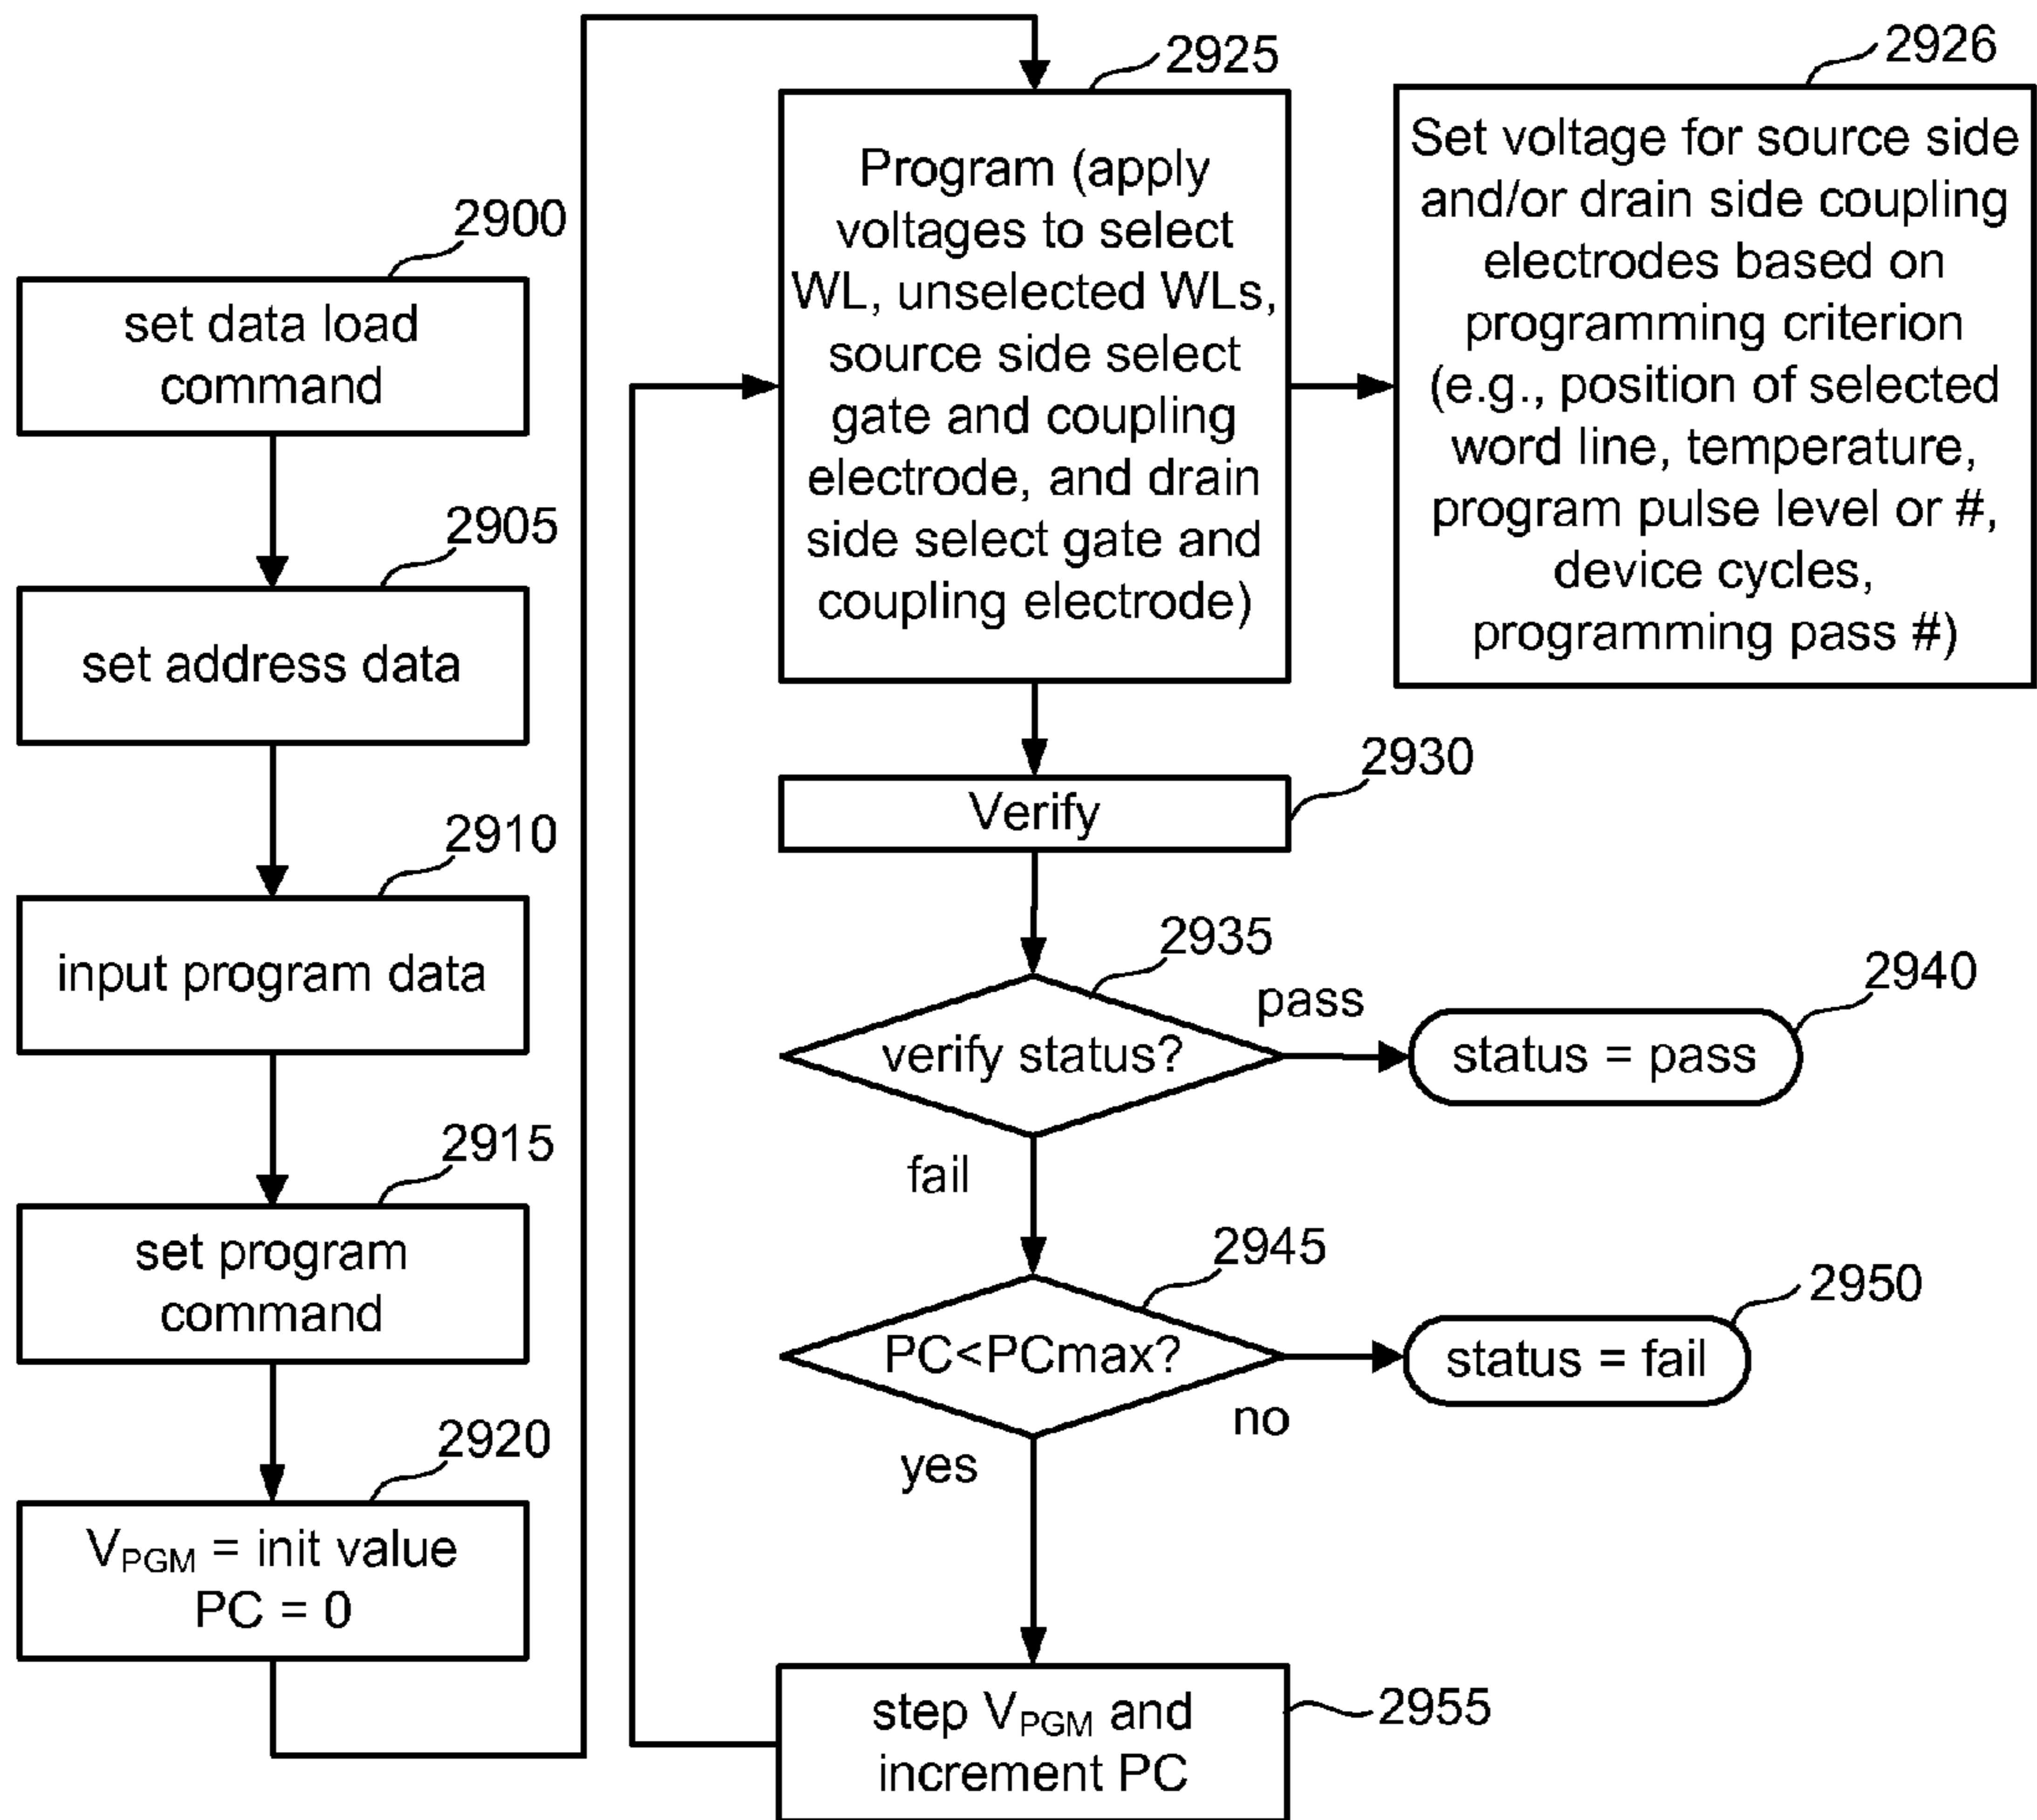 2900
set data load
command
2905
set address data
2910
input program data
2915
set program
command
2920
VPGM = init value
PC = 0
2925
Program (apply
voltages to select
WL, unselected WLs,
source side select
gate and coupling
electrode, and drain
side select gate and
coupling electrode)
2926
Set voltage for source side
and/or drain side coupling
electrodes based on
programming criterion
(e.g., position of selected
word line, temperature,
program pulse level or #,
device cycles,
programming pass #)
2930
Verify
2935
verify status?
pass
2940
status = pass
fail
2945
PC<PCmax?
no
2950
status = fail
yes
2955
step VPGM and
increment PC